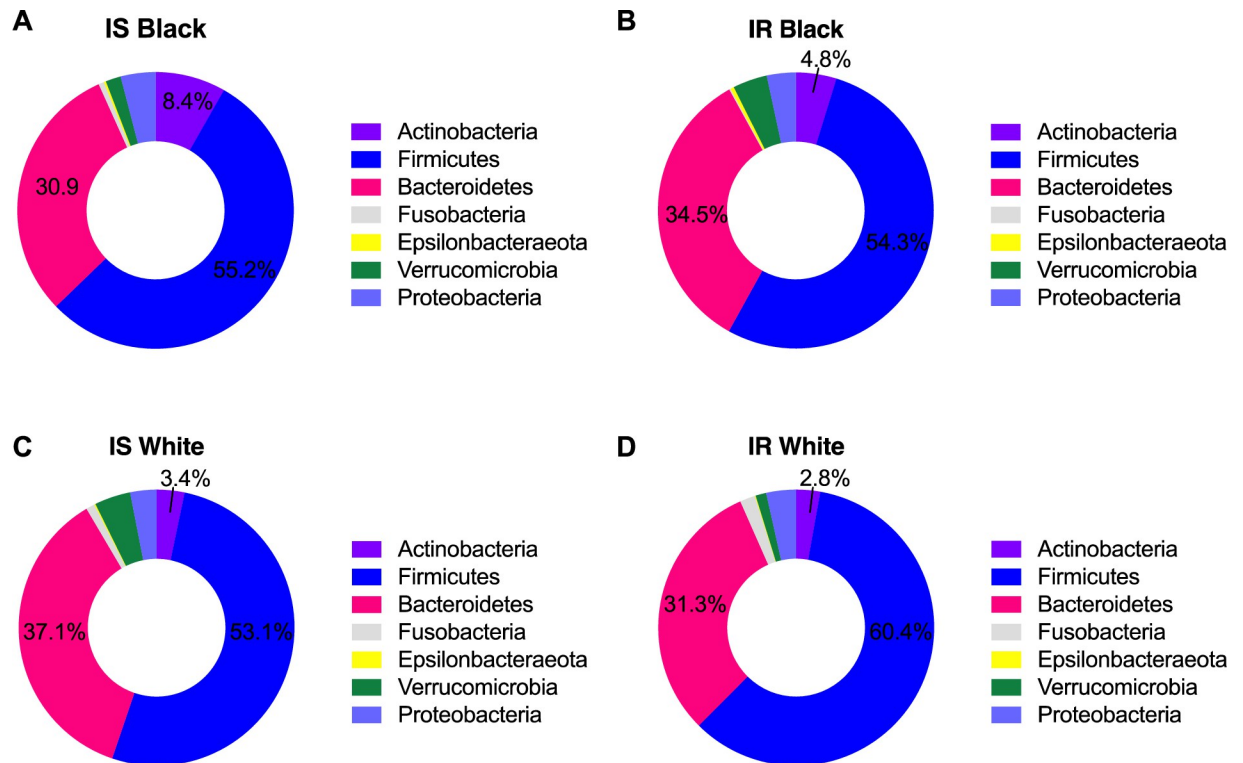 A
IS Black
8.4%
30.9
55.2%
Actinobacteria
Firmicutes
Bacteroidetes
Fusobacteria
Epsilonbacteraeota
Verrucomicrobia
Proteobacteria
B
IR Black
4.8%
34.5%
54.3%
Actinobacteria
Firmicutes
Bacteroidetes
Fusobacteria
Epsilonbacteraeota
Verrucomicrobia
Proteobacteria
C
IS White
3.4%
37.1%
53.1%
Actinobacteria
Firmicutes
Bacteroidetes
Fusobacteria
Epsilonbacteraeota
Verrucomicrobia
Proteobacteria
D
IR White
2.8%
31.3%
60.4%
Actinobacteria
Firmicutes
Bacteroidetes
Fusobacteria
Epsilonbacteraeota
Verrucomicrobia
Proteobacteria